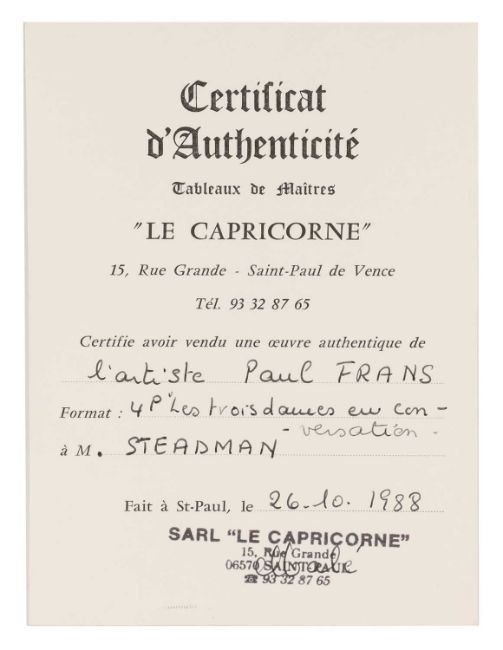 Certificat
d'Authenticité
Tableaux de Maîtres
"LE CAPRICORNE"
15, Rue Grande - Saint-Paul de Vence
Tél. 93 32 87 65
Certifie avoir vendu une œuvre authentique de
l'artiste Paul FRANS
Format : 4P "Les trois dames en con-
- versation -
à M. STEADMAN
Fait à St-Paul, le 26.10.1988
SARL "LE CAPRICORNE"
15, Rue Grande
06570 SAINT-PAUL
☎ 93 32 87 65